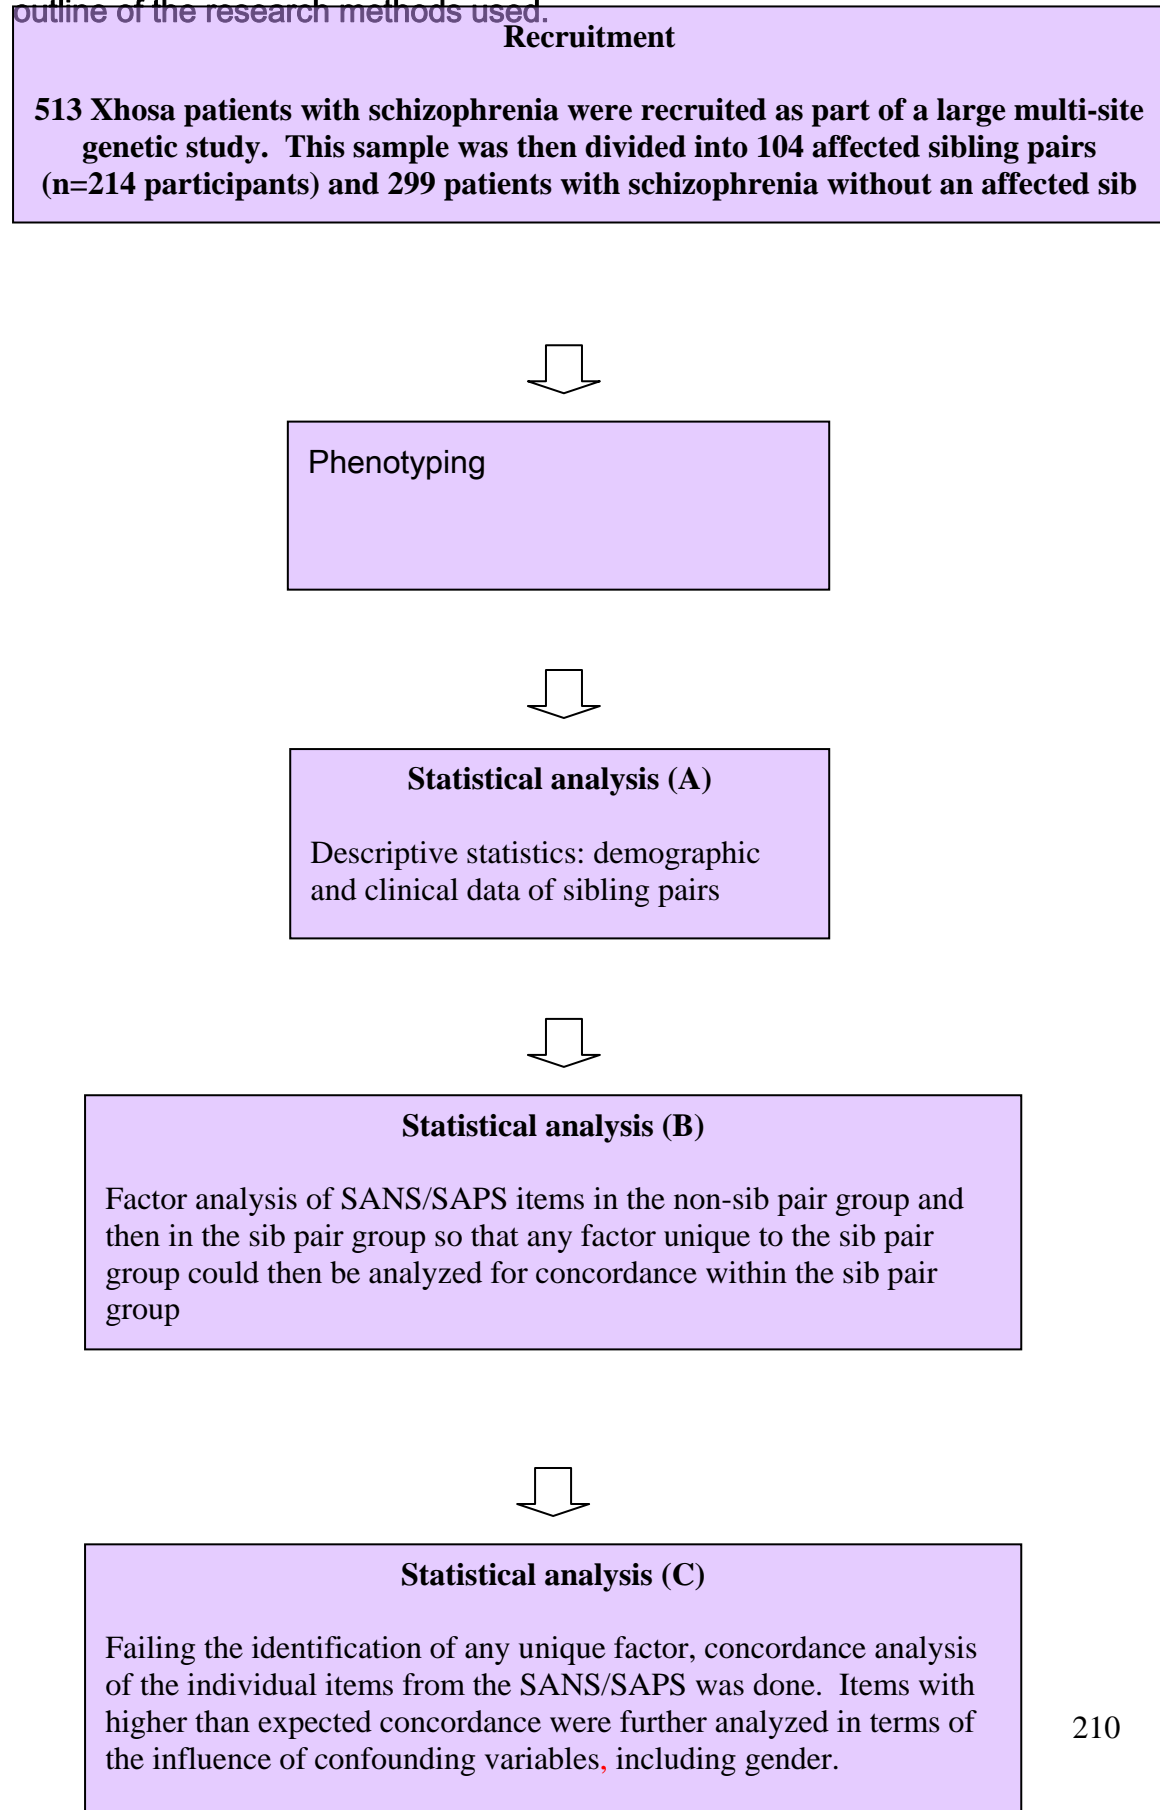 outline of the research methods used.
Recruitment
513 Xhosa patients with schizophrenia were recruited as part of a large multi-site
genetic study.  This sample was then divided into 104 affected sibling pairs
(n=214 participants) and 299 patients with schizophrenia without an affected sib
Phenotyping
Statistical analysis (A)
Descriptive statistics: demographic
and clinical data of sibling pairs
Statistical analysis (B)
Factor analysis of SANS/SAPS items in the non-sib pair group and
then in the sib pair group so that any factor unique to the sib pair
group could then be analyzed for concordance within the sib pair
group
Statistical analysis (C)
Failing the identification of any unique factor, concordance analysis
of the individual items from the SANS/SAPS was done.  Items with
higher than expected concordance were further analyzed in terms of
the influence of confounding variables, including gender.
210